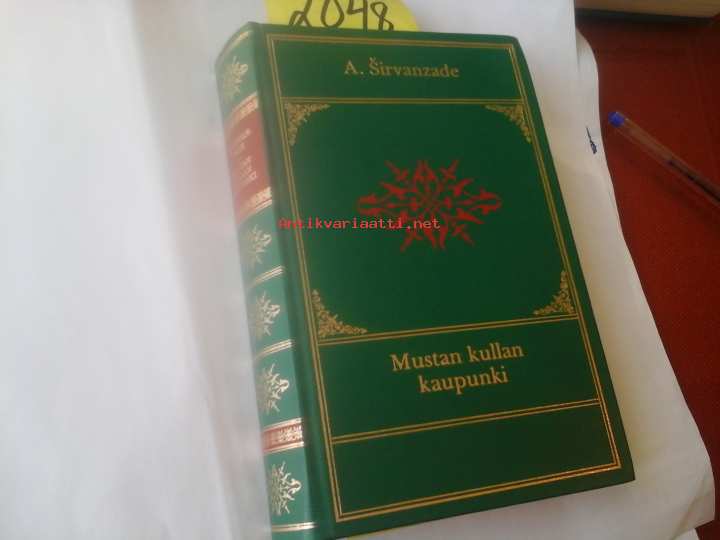 2048
A. Širvanzade
Antikvariaatti.net
Mustan kullan
kaupunki